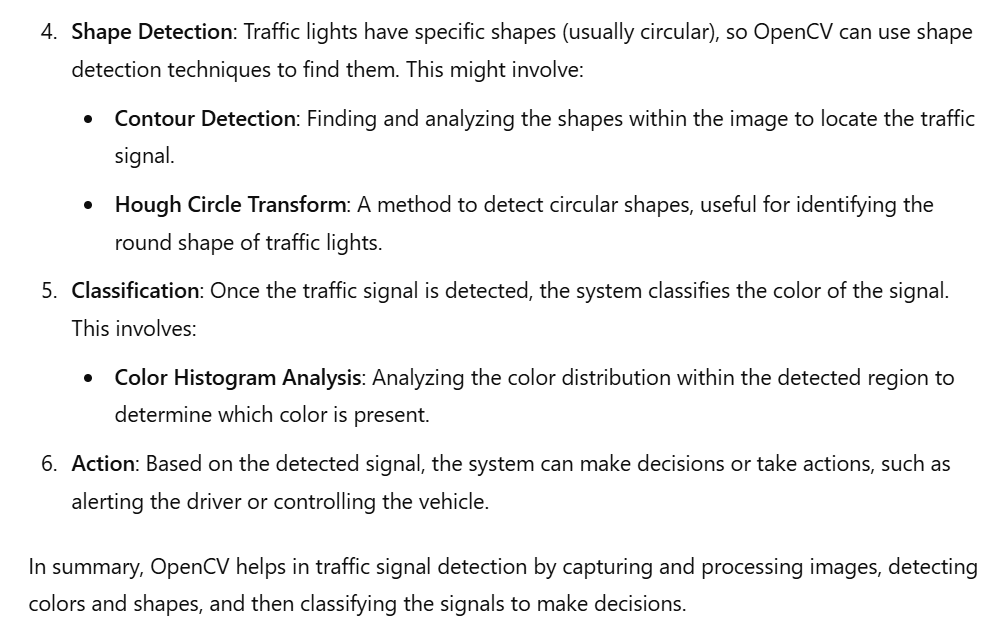 4. Shape Detection: Traffic lights have specific shapes (usually circular), so OpenCV can use shape
detection techniques to find them. This might involve:
• Contour Detection: Finding and analyzing the shapes within the image to locate the traffic
signal.
• Hough Circle Transform: A method to detect circular shapes, useful for identifying the
round shape of traffic lights.
5. Classification: Once the traffic signal is detected, the system classifies the color of the signal.
This involves:
• Color Histogram Analysis: Analyzing the color distribution within the detected region to
determine which color is present.
6. Action: Based on the detected signal, the system can make decisions or take actions, such as
alerting the driver or controlling the vehicle.
In summary, OpenCV helps in traffic signal detection by capturing and processing images, detecting
colors and shapes, and then classifying the signals to make decisions.